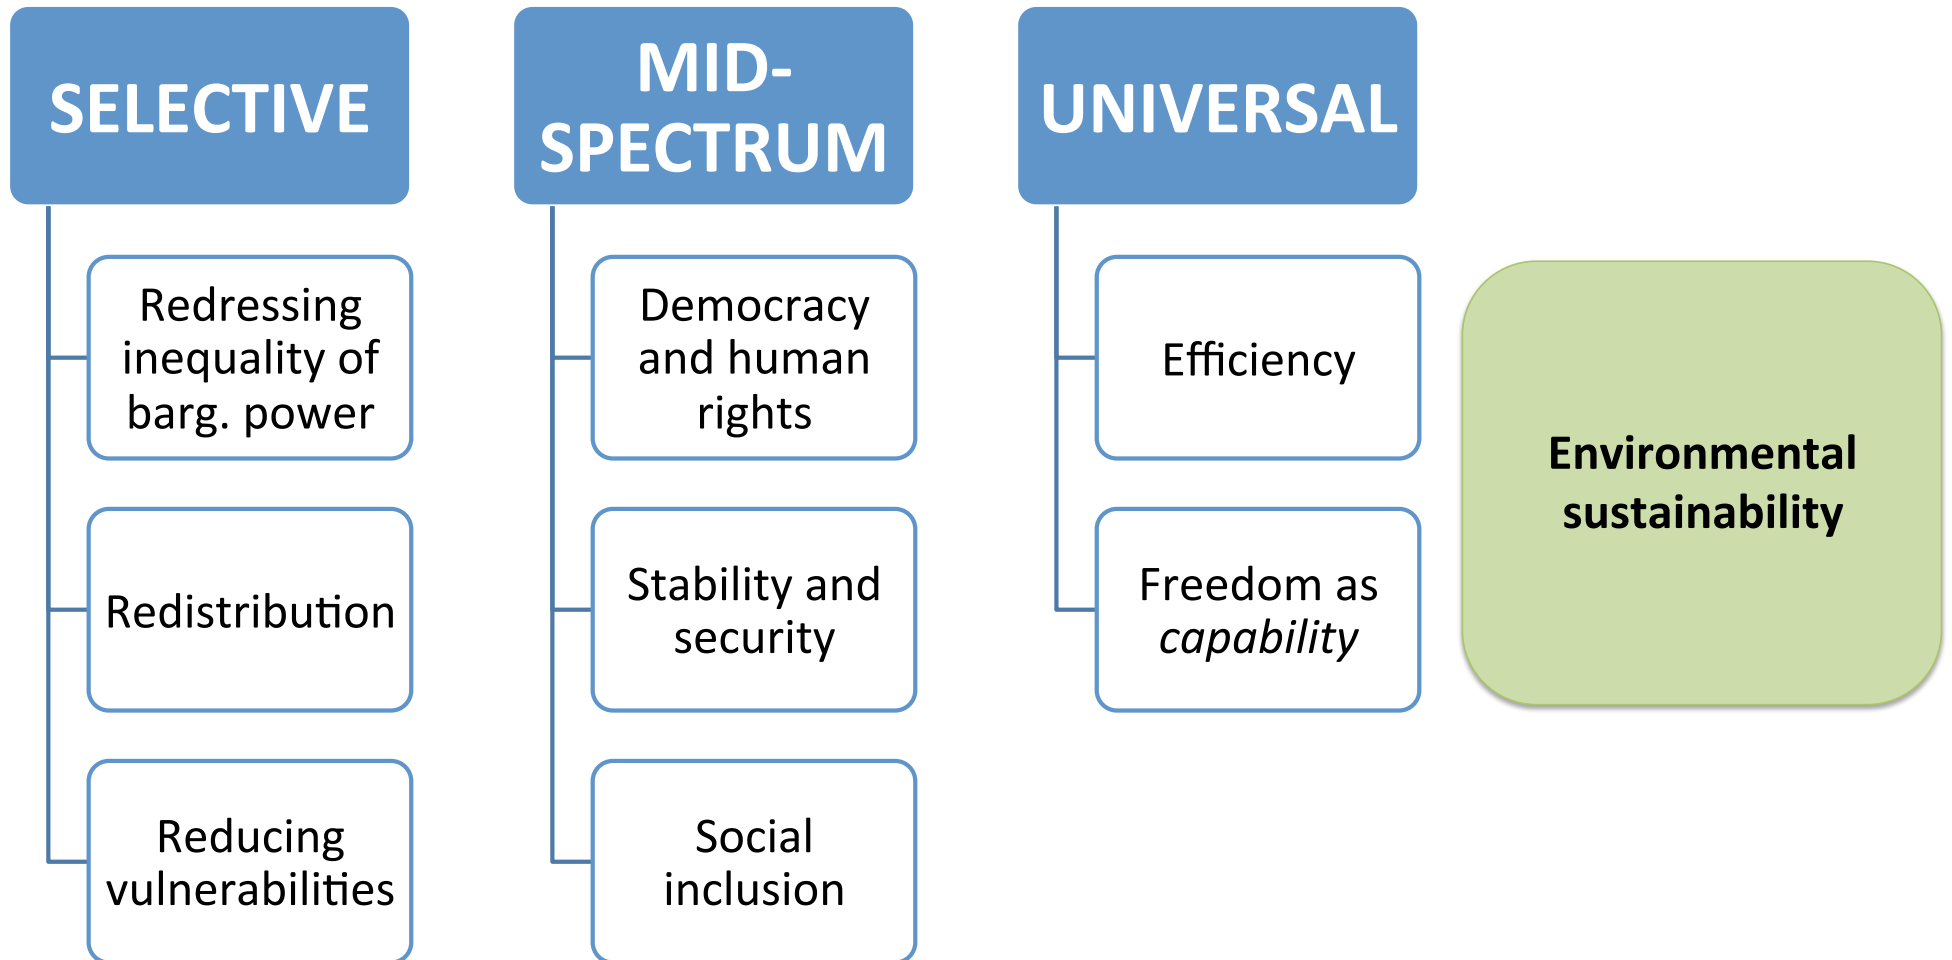 SELECTIVE
Redressing
inequality of
barg. power
Redistribution
Reducing
vulnerabilities
MID-
SPECTRUM
Democracy
and human
rights
Stability and
security
Social
inclusion
UNIVERSAL
Efficiency
Freedom as
capability
Environmental
sustainability